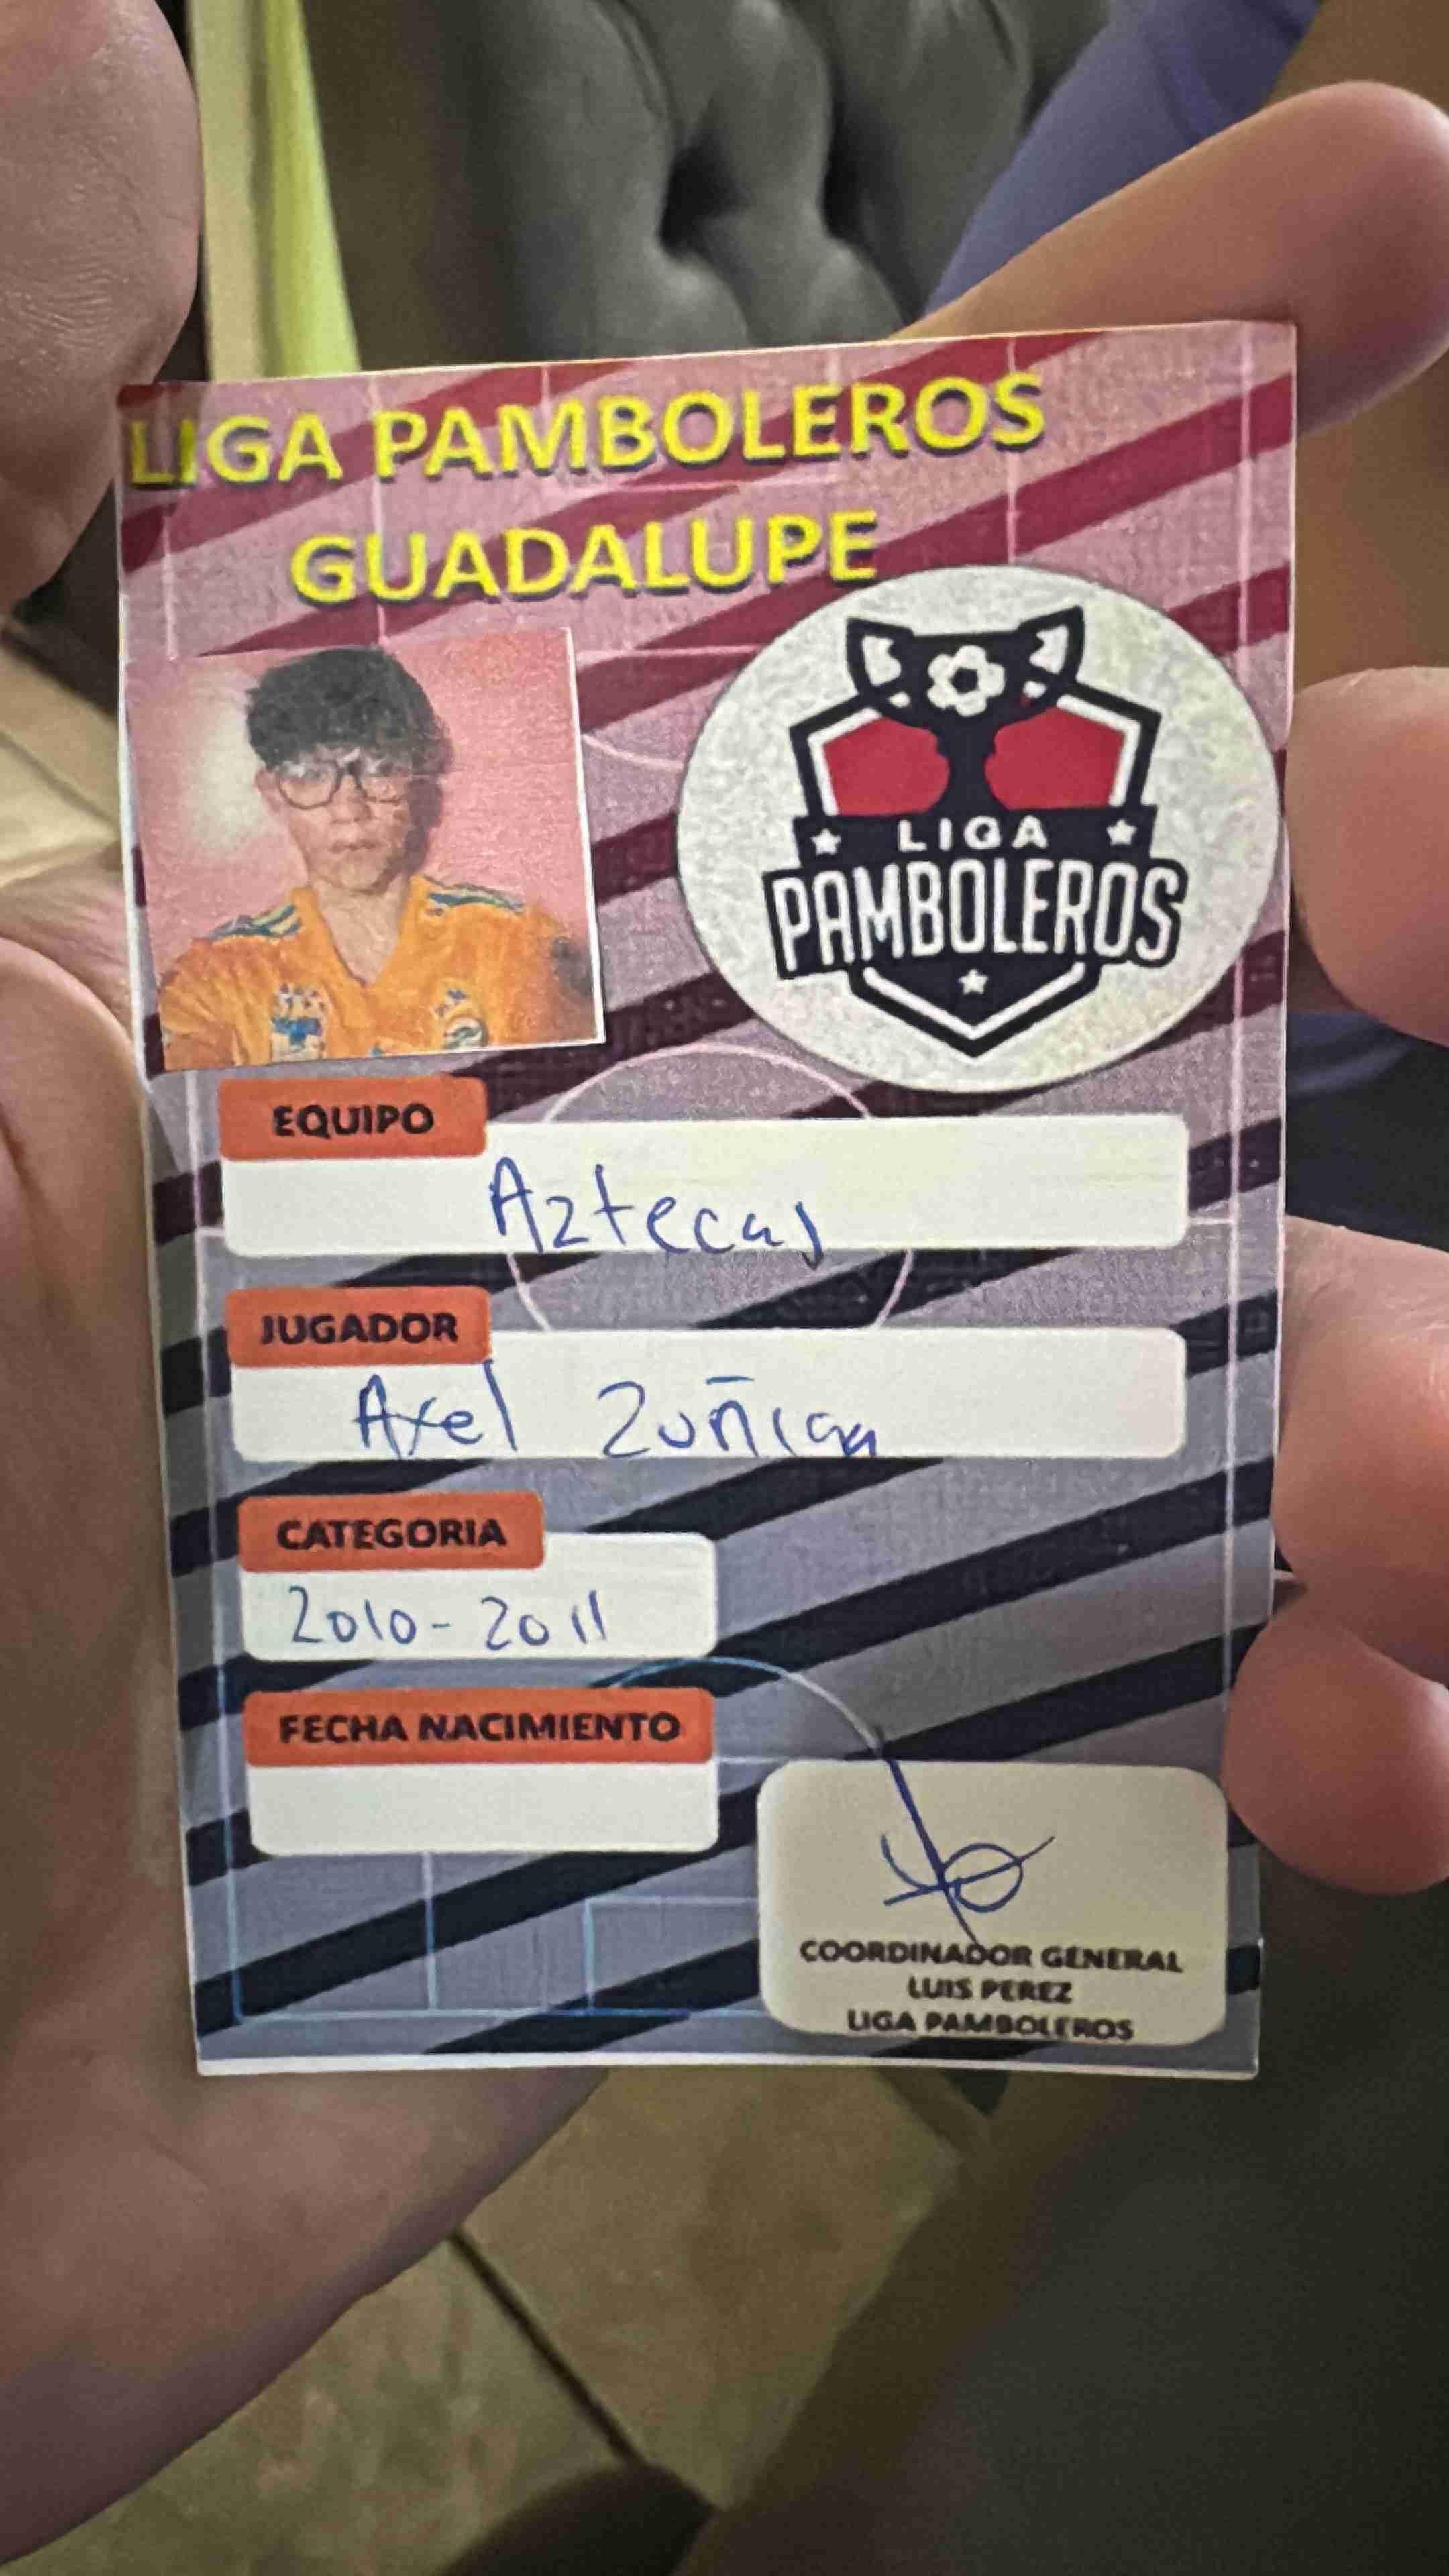 LIGA PAMBOLEROS
GUADALUPE
LIGA
PAMBOLEROS
EQUIPO
Aztecas
JUGADOR
Axel Zuñiga
CATEGORIA
2010-2011
FECHA NACIMIENTO
COORDINADOR GENERAL
LUIS PEREZ
LIGA PAMBOLEROS